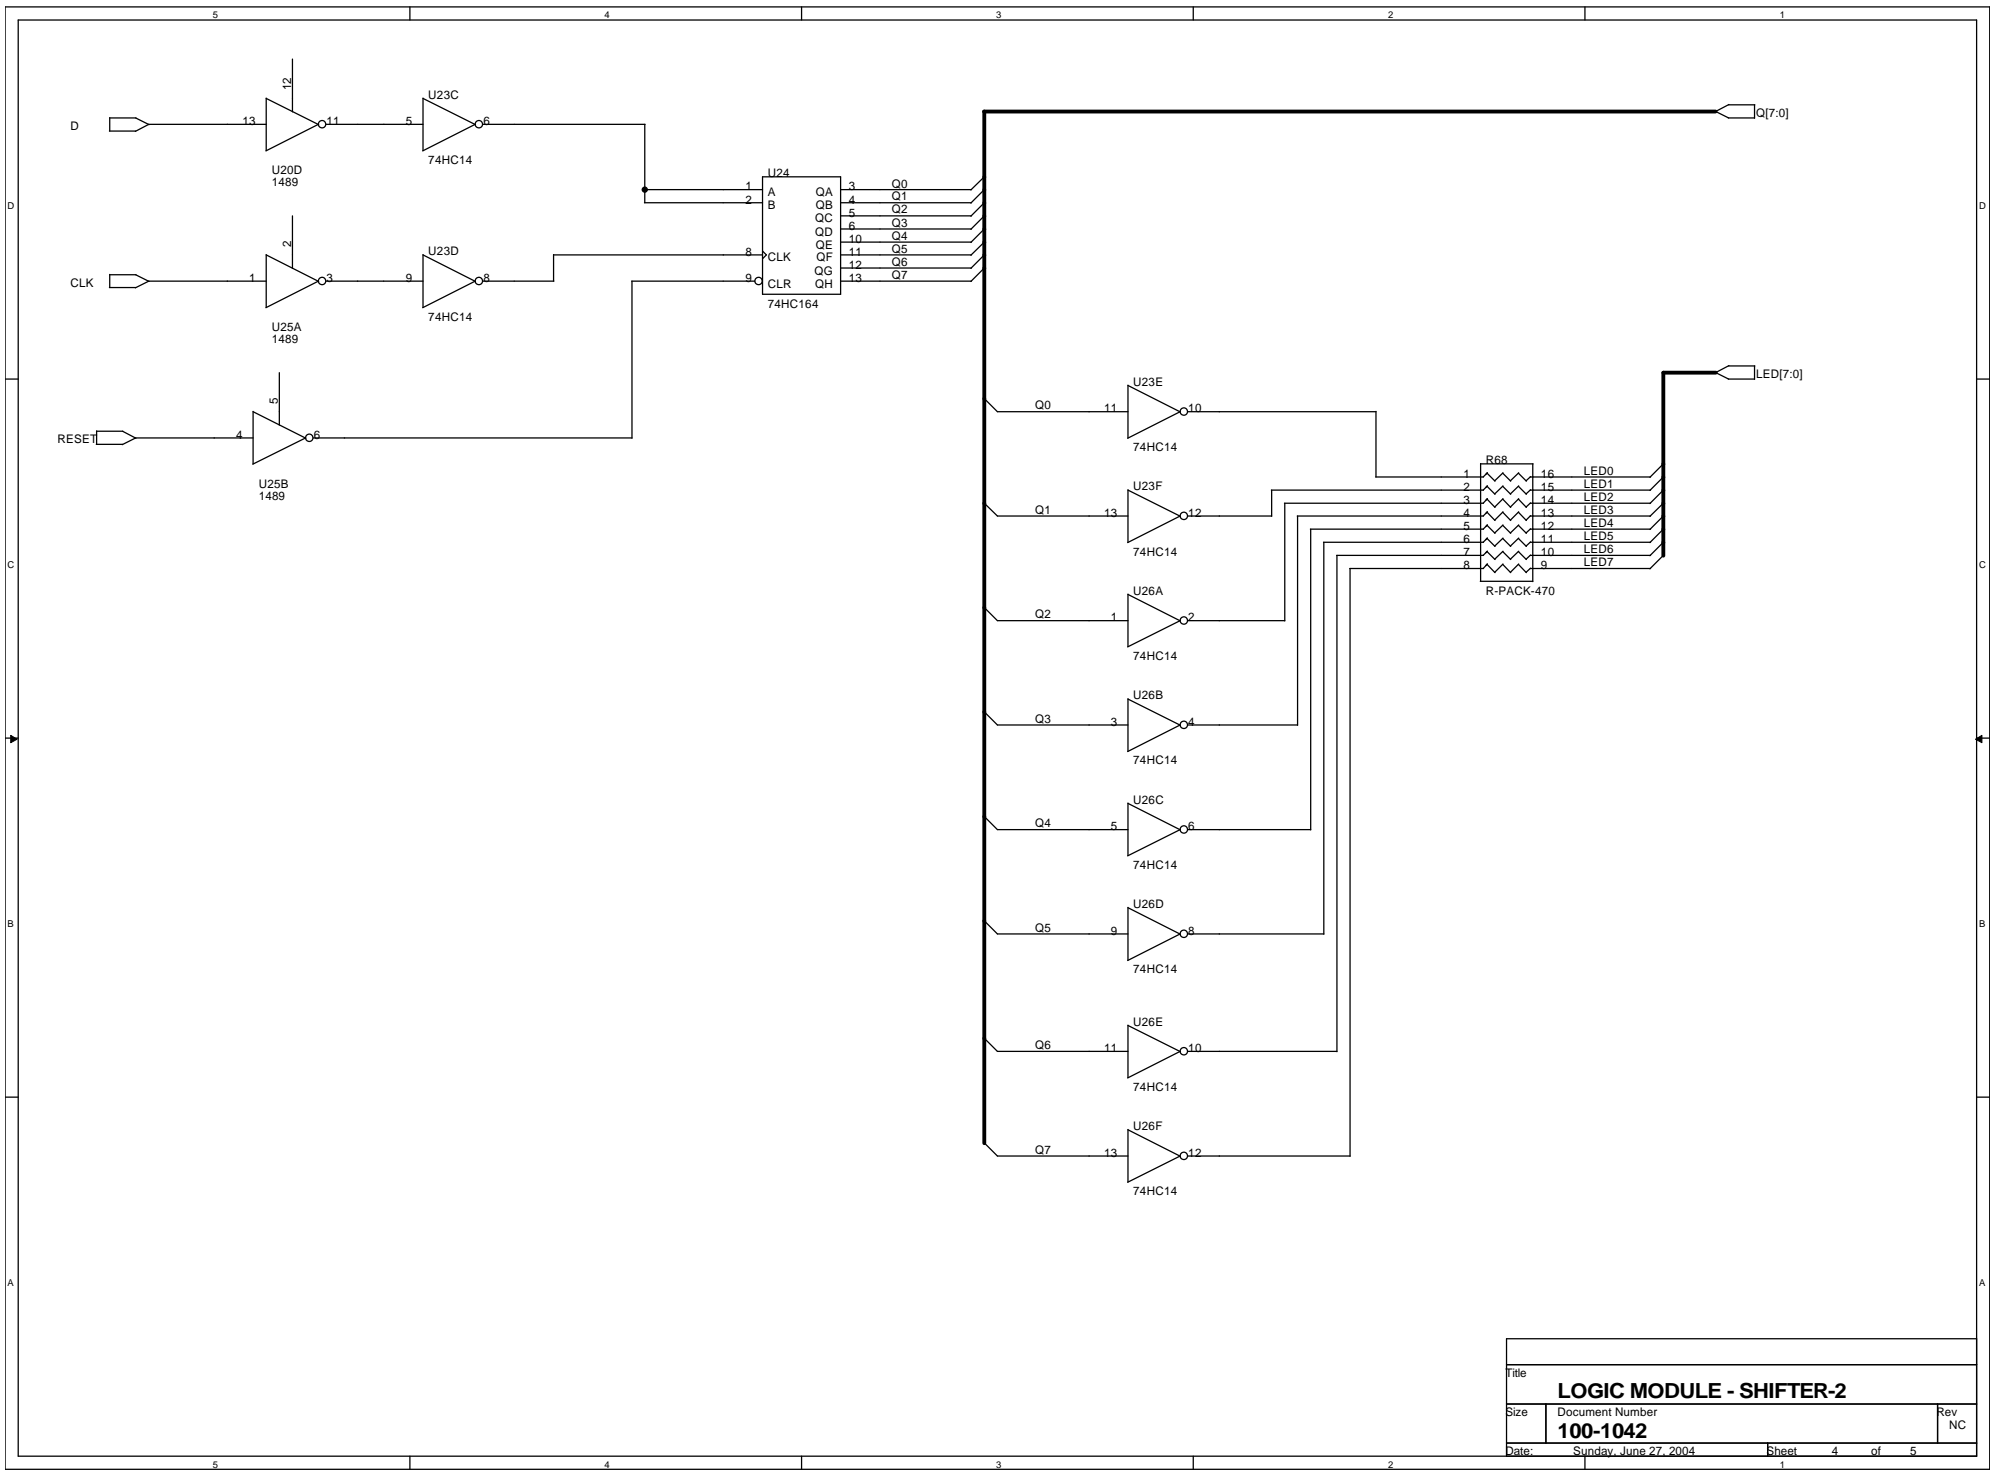 5 4 3 2 1
D
13
12
11
U20D
1489
U23C
5
6
74HC14
CLK
1
2
3
U25A
1489
U23D
9
8
74HC14
RESET
4
5
6
U25B
1489
U24
1 A QA 3 Q0
2 B QB 4 Q1
QC 5 Q2
QD 6 Q3
QE 10 Q4
8 CLK QF 11 Q5
QG 12 Q6
9 CLR QH 13 Q7
74HC164
Q[7:0]
LED[7:0]
U23E
Q0 11 10
74HC14
U23F
Q1 13 12
74HC14
U26A
Q2 1 2
74HC14
U26B
Q3 3 4
74HC14
U26C
Q4 5 6
74HC14
U26D
Q5 9 8
74HC14
U26E
Q6 11 10
74HC14
U26F
Q7 13 12
74HC14
R68
1 16 LED0
2 15 LED1
3 14 LED2
4 13 LED3
5 12 LED4
6 11 LED5
7 10 LED6
8 9 LED7
R-PACK-470
D D
C C
B B
A A
Title
LOGIC MODULE - SHIFTER-2
Size Document Number Rev
100-1042 NC
Date: Sunday, June 27, 2004 Sheet 4 of 5
5 4 3 2 1